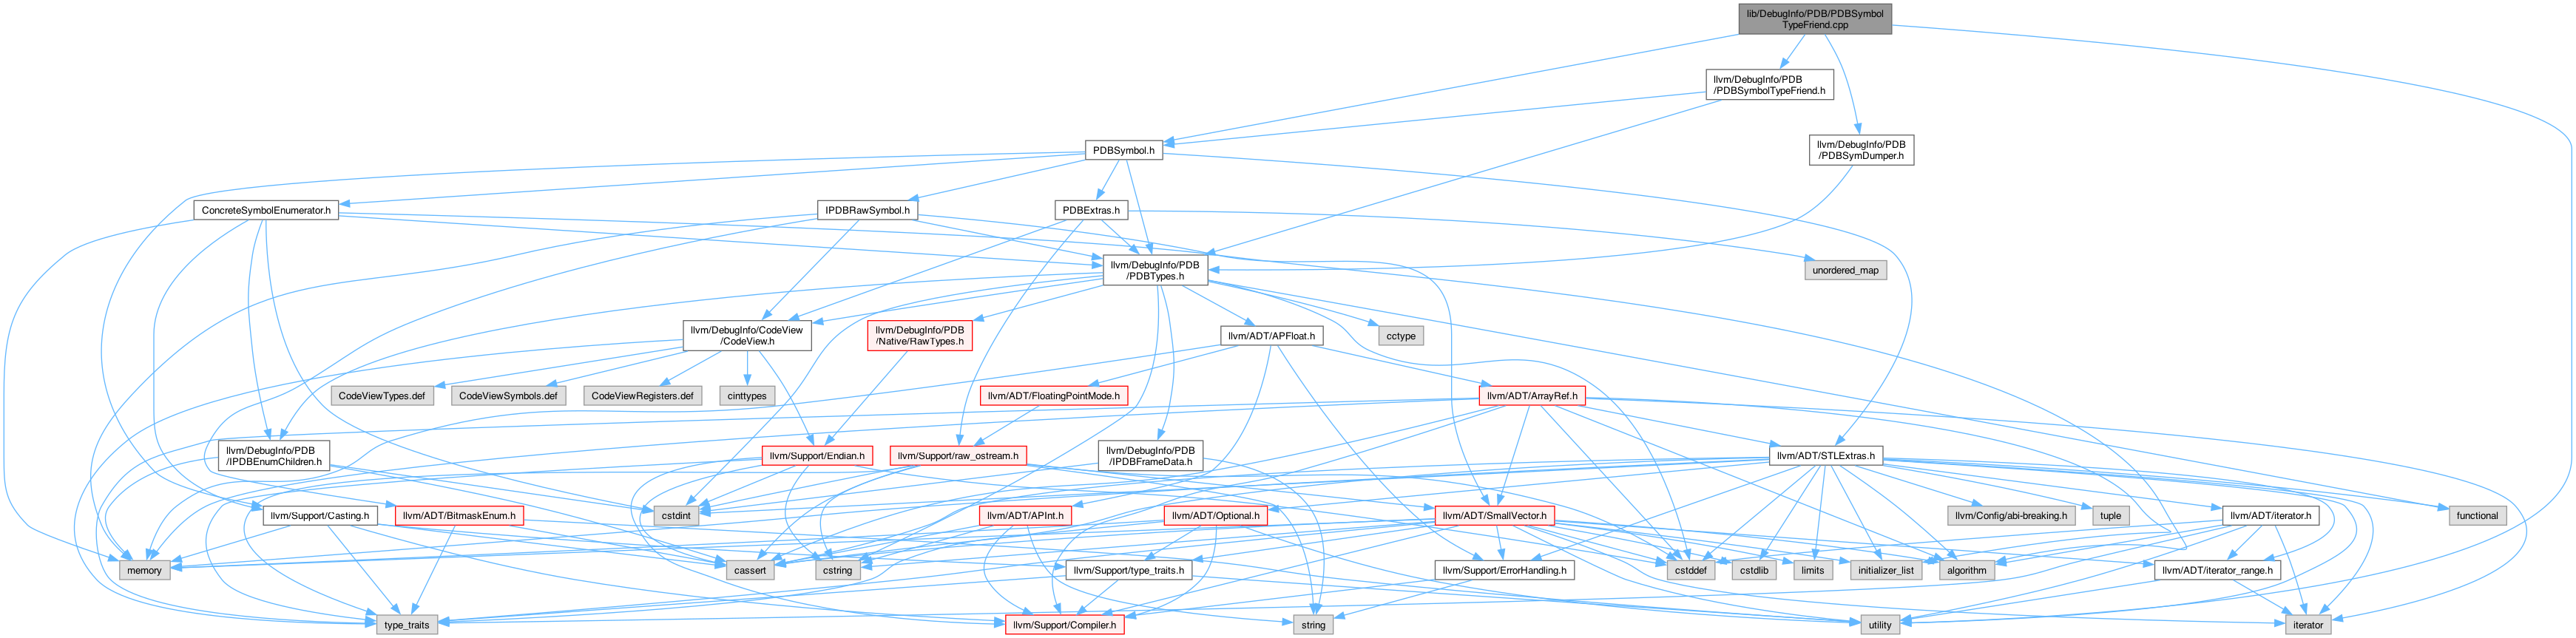 lib/DebugInfo/PDB/PDBSymbol
TypeFriend.cpp
llvm/DebugInfo/PDB
/PDBSymbolTypeFriend.h
PDBSymbol.h
llvm/DebugInfo/PDB
/PDBSymDumper.h
ConcreteSymbolEnumerator.h
IPDBRawSymbol.h
PDBExtras.h
llvm/DebugInfo/PDB
/PDBTypes.h
unordered_map
llvm/DebugInfo/CodeView
/CodeView.h
llvm/DebugInfo/PDB
/Native/RawTypes.h
llvm/ADT/APFloat.h
cctype
CodeViewTypes.def
CodeViewSymbols.def
CodeViewRegisters.def
cinttypes
llvm/ADT/FloatingPointMode.h
llvm/ADT/ArrayRef.h
llvm/DebugInfo/PDB
/IPDBEnumChildren.h
llvm/Support/Endian.h
llvm/Support/raw_ostream.h
llvm/DebugInfo/PDB
/IPDBFrameData.h
llvm/ADT/STLExtras.h
llvm/Support/Casting.h
llvm/ADT/BitmaskEnum.h
cstdint
llvm/ADT/APInt.h
llvm/ADT/Optional.h
llvm/ADT/SmallVector.h
llvm/Config/abi-breaking.h
tuple
llvm/ADT/iterator.h
functional
memory
cassert
cstring
llvm/Support/type_traits.h
llvm/Support/ErrorHandling.h
cstddef
cstdlib
limits
initializer_list
algorithm
llvm/ADT/iterator_range.h
type_traits
llvm/Support/Compiler.h
string
utility
iterator